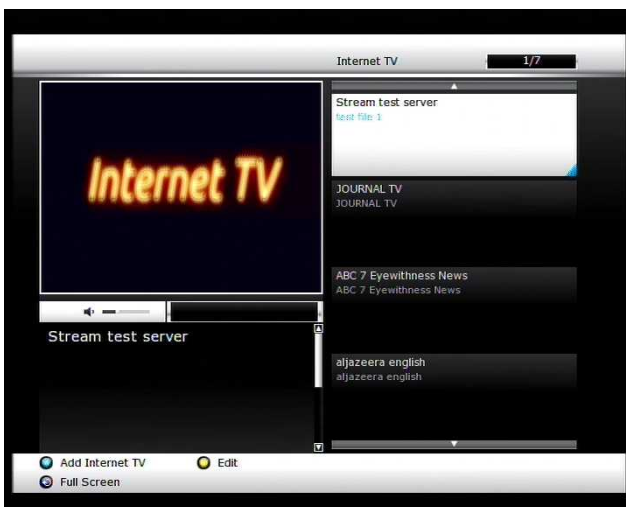 Internet TV
1/7
Internet TV
Stream test server
test file 1
JOURNAL TV
JOURNAL TV
ABC 7 Eyewithness News
ABC 7 Eyewithness News
aljazeera english
aljazeera english
Stream test server
Add Internet TV
Edit
Full Screen